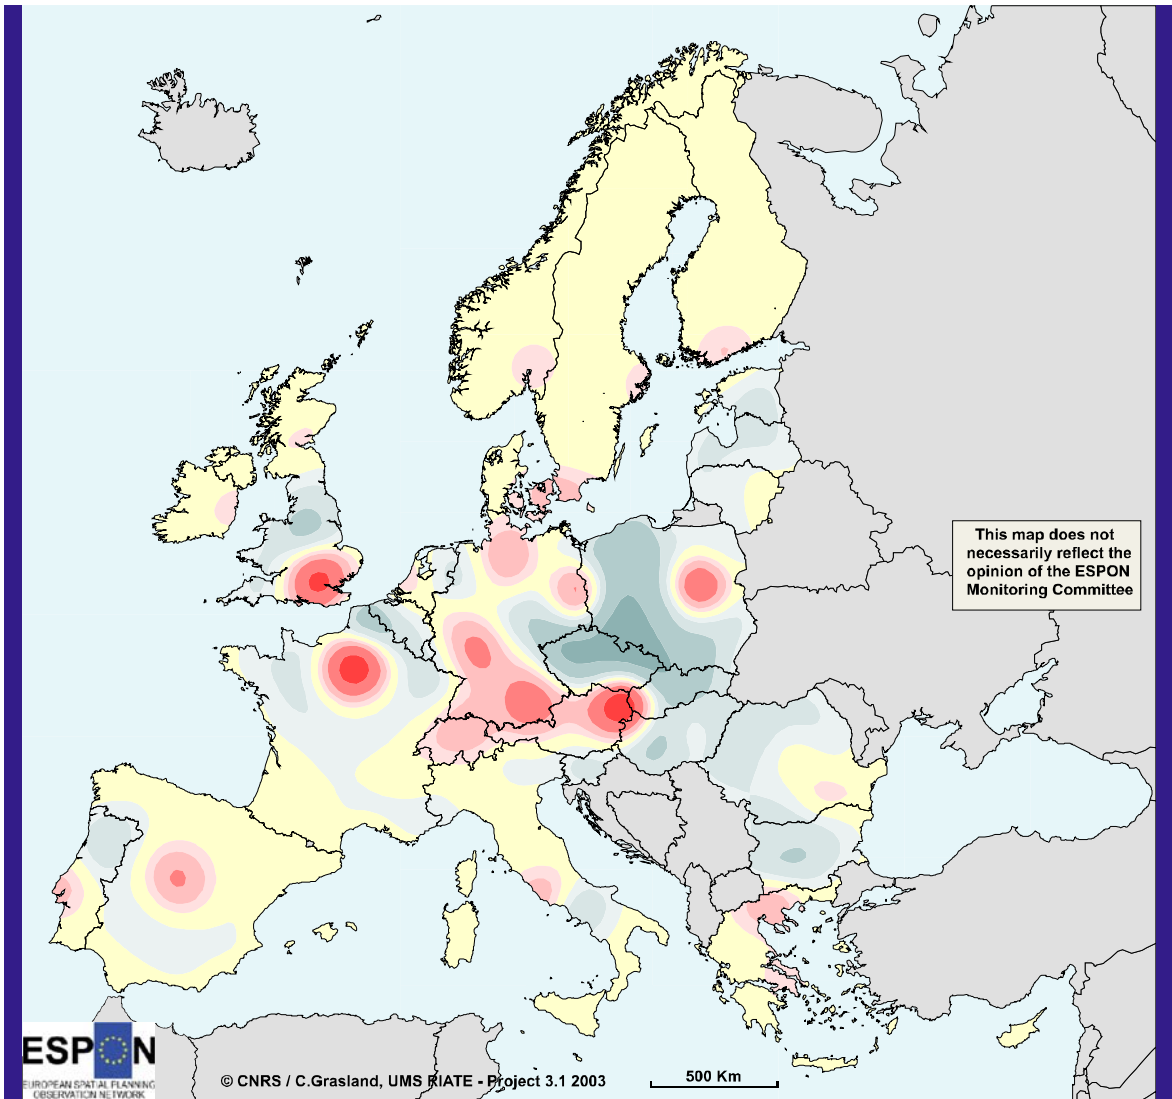 This map does not
necessarily reflect the
opinion of the ESPON
Monitoring Committee
ESPON
EUROPEAN SPATIAL PLANNING
OBSERVATION NETWORK
© CNRS / C.Grasland, UMS RIATE - Project 3.1 2003
500 Km